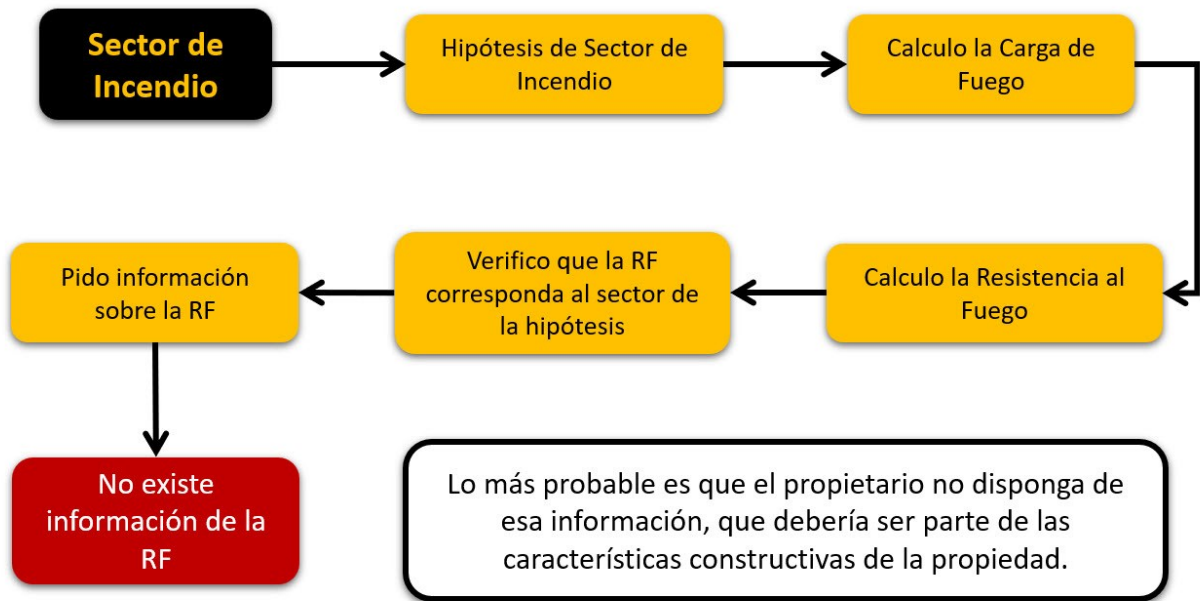 Sector de
Incendio
Hipótesis de Sector de
Incendio
Calculo la Carga de
Fuego
Calculo la Resistencia al
Fuego
Verifico que la RF
corresponda al sector de
la hipótesis
Pido información
sobre la RF
No existe
información de la
RF
Lo más probable es que el propietario no disponga de
esa información, que debería ser parte de las
características constructivas de la propiedad.